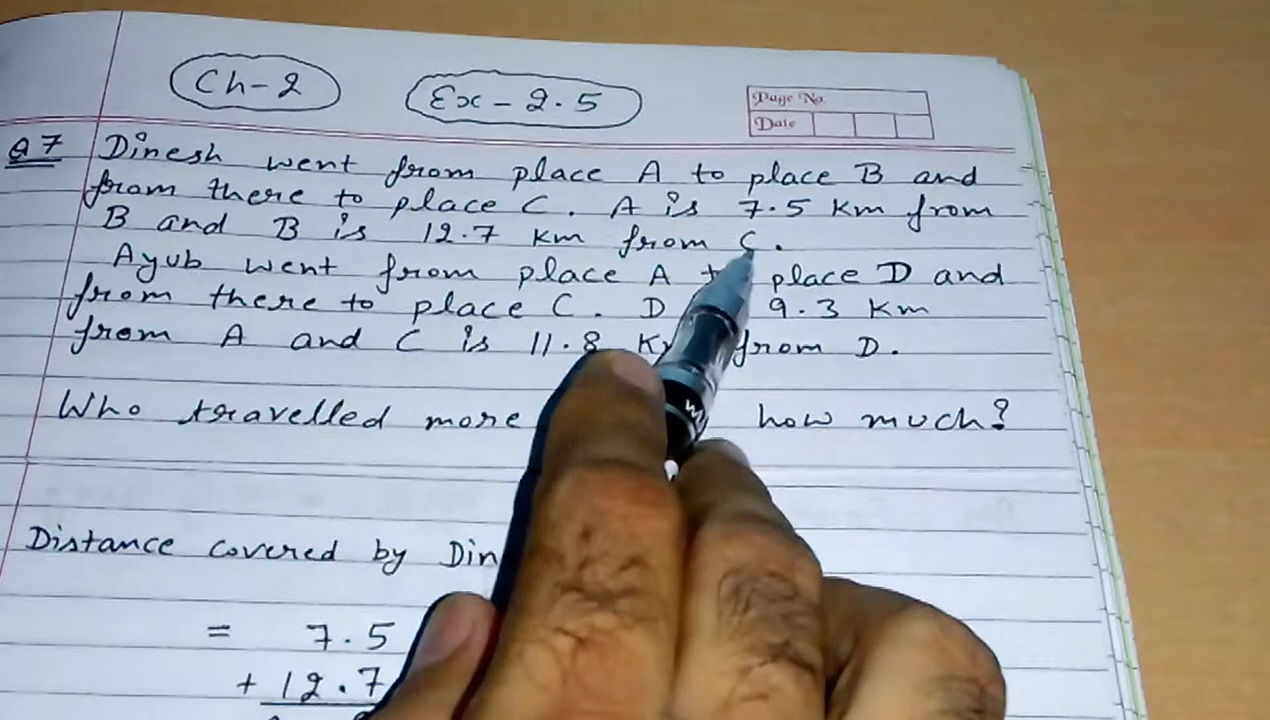 Ch-2
Ex-2.5
Page No.
Date
Q7 Dinesh went from place A to place B and
from there to place C. A is 7.5 Km from
B and B is 12.7 Km from C.
Ayub went from place A to place D and
from there to place C. D 9.3 Km
from A and C is 11.8 Km from D.
Who travelled more how much?
Distance covered by Din
= 7.5
+ 12.7